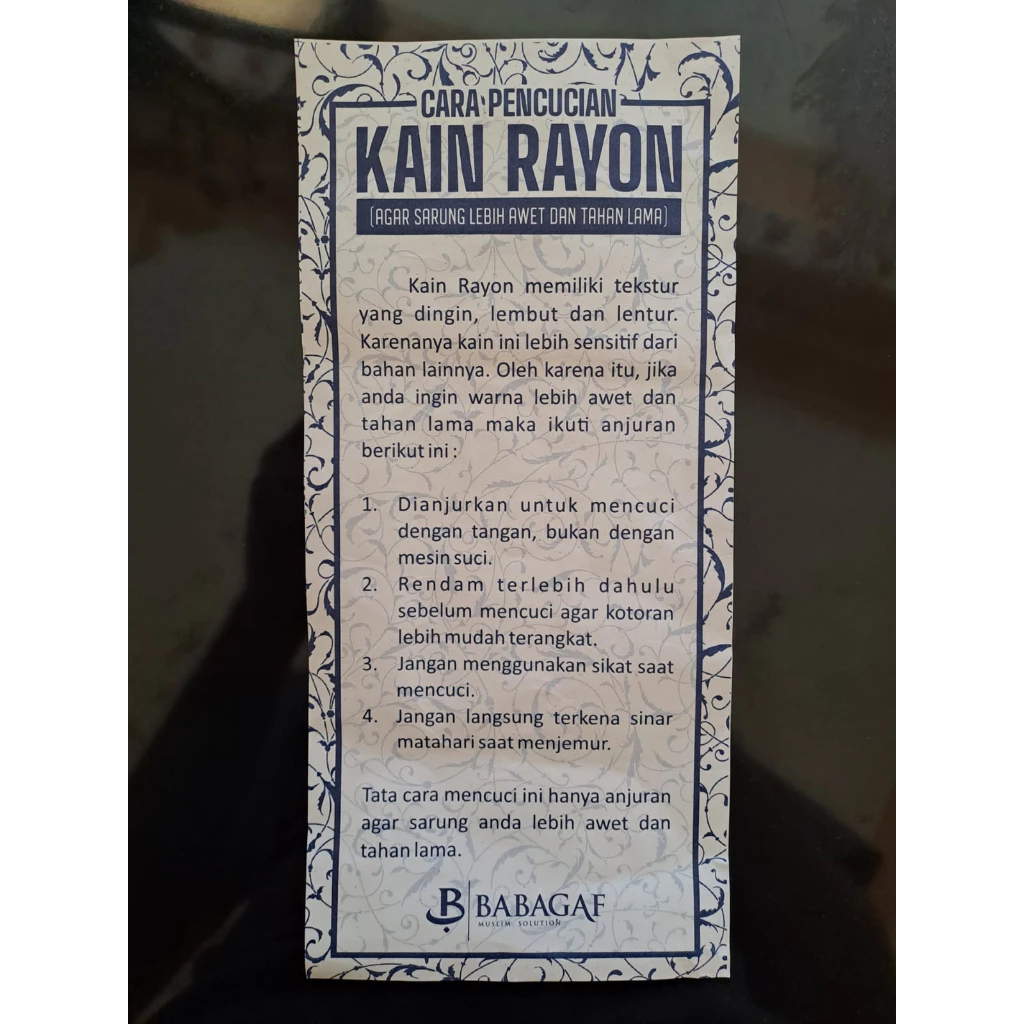 CARA PENCUCIAN
KAIN RAYON
(AGAR SARUNG LEBIH AWET DAN TAHAN LAMA)
Kain Rayon memiliki tekstur
yang dingin, lembut dan lentur.
Karenanya kain ini lebih sensitif dari
bahan lainnya. Oleh karena itu, jika
anda ingin warna lebih awet dan
tahan lama maka ikuti anjuran
berikut ini :
1. Dianjurkan untuk mencuci
dengan tangan, bukan dengan
mesin suci.
2. Rendam terlebih dahulu
sebelum mencuci agar kotoran
lebih mudah terangkat.
3. Jangan menggunakan sikat saat
mencuci.
4. Jangan langsung terkena sinar
matahari saat menjemur.
Tata cara mencuci ini hanya anjuran
agar sarung anda lebih awet dan
tahan lama.
B BABAGAF
MUSLIM SOLUTION